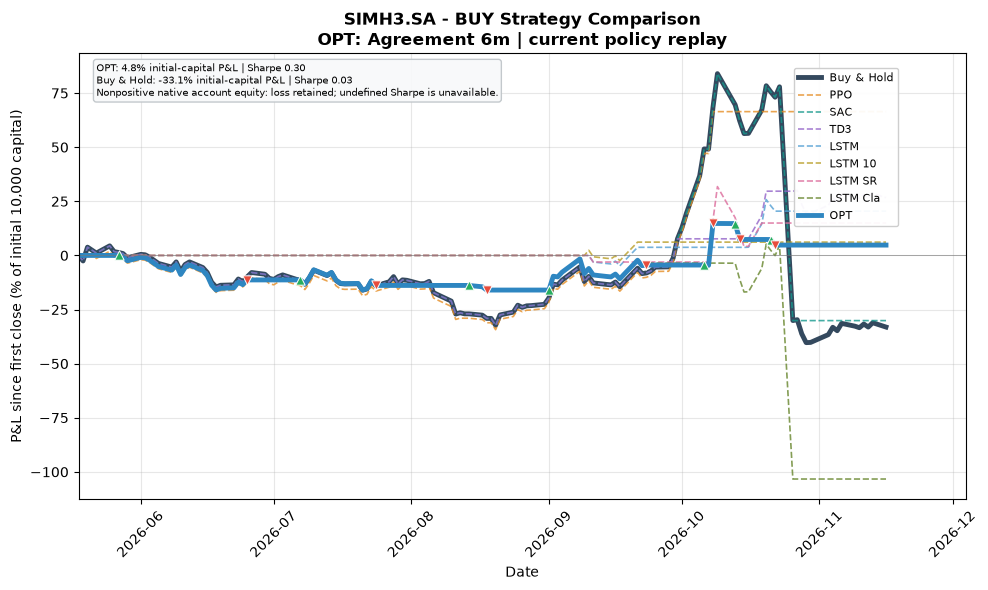 SIMH3.SA - BUY Strategy Comparison
OPT: Agreement 6m | current policy replay
OPT: 4.8% initial-capital P&L | Sharpe 0.30
Buy & Hold: -33.1% initial-capital P&L | Sharpe 0.03
Nonpositive native account equity: loss retained; undefined Sharpe is unavailable.
Buy & Hold
PPO
SAC
TD3
LSTM
LSTM 10
LSTM SR
LSTM Cla
OPT
P&L since first close (% of initial 10,000 capital)
75
50
25
0
−25
−50
−75
−100
2026-06
2026-07
2026-08
2026-09
2026-10
2026-11
2026-12
Date